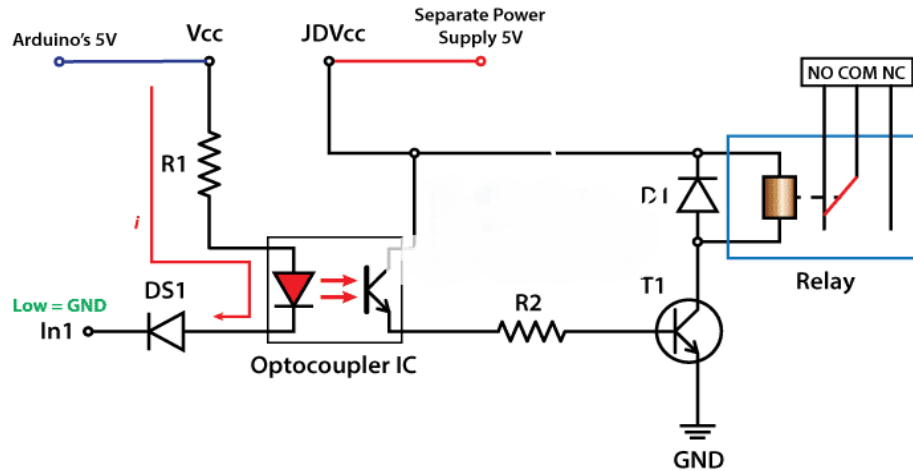 Arduino's 5V
Vcc
JDVcc
Separate Power
Supply 5V
NO COM NC
R1
D1
i
Relay
DS1
T1
Low = GND
R2
In1
Optocoupler IC
GND